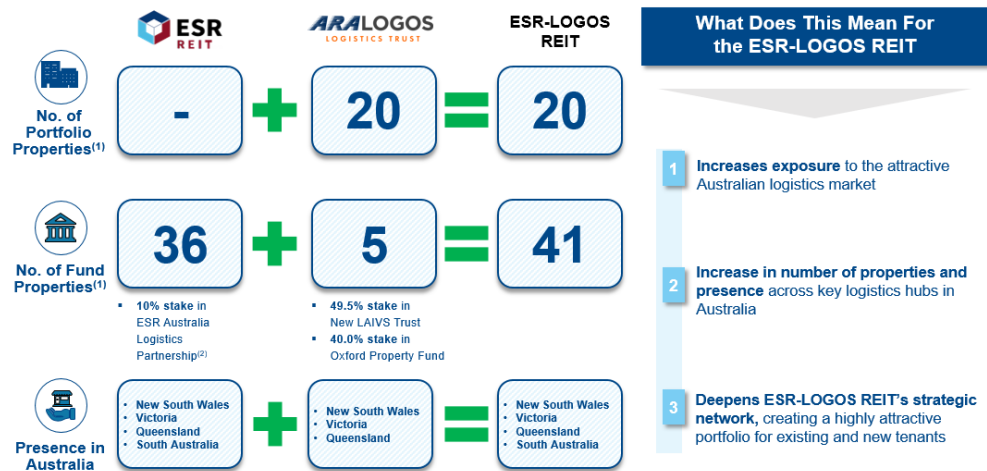 ESR
REIT
ARALOGOS
LOGISTICS TRUST
ESR-LOGOS
REIT
No. of
Portfolio
Properties(1)
-
20
20
No. of Fund
Properties(1)
36
5
41
▪ 10% stake in
ESR Australia
Logistics
Partnership(2)
▪ 49.5% stake in
New LAIVS Trust
▪ 40.0% stake in
Oxford Property Fund
Presence in
Australia
• New South Wales
• Victoria
• Queensland
• South Australia
• New South Wales
• Victoria
• Queensland
• New South Wales
• Victoria
• Queensland
• South Australia
What Does This Mean For
the ESR-LOGOS REIT
1
Increases exposure to the attractive
Australian logistics market
2
Increase in number of properties and
presence across key logistics hubs in
Australia
3
Deepens ESR-LOGOS REIT's strategic
network, creating a highly attractive
portfolio for existing and new tenants